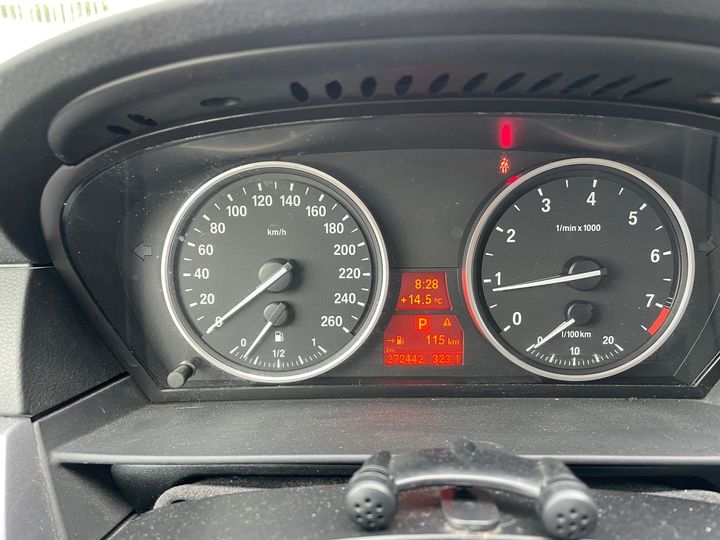 0 20 40 60 80 100 120 140 160 180 200 220 240 260
km/h
0 1/2 1
8:28
+14.5 °C
P
115 km
km
272442 323.1
0 1 2 3 4 5 6 7
1/min x 1000
l/100km
0 10 20